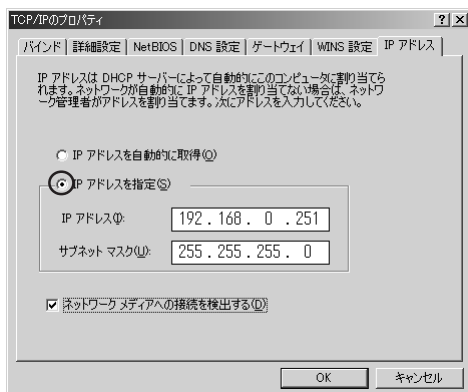 TCP/IPのプロパティ
バインド 詳細設定 NetBIOS DNS 設定 ゲートウェイ WINS 設定 IP アドレス
IP アドレスは DHCP サーバーによって自動的にこのコンピュータに割り当てら
れます。ネットワークが自動的に IP アドレスを割り当てない場合は、ネットワ
ーク管理者がアドレスを割り当てます。次にアドレスを入力してください。
IP アドレスを自動的に取得(O)
IP アドレスを指定(S)
IP アドレス(I):
192 . 168 . 0 . 251
サブネット マスク(U):
255 . 255 . 255 . 0
ネットワーク メディアへの接続を検出する(D)
OK キャンセル